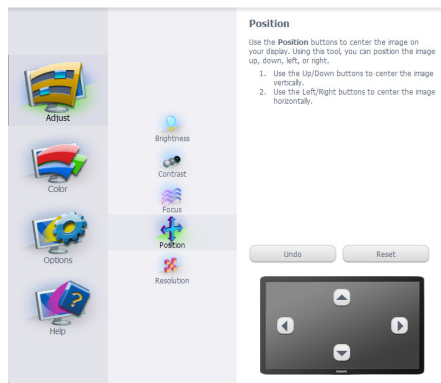 Adjust
Color
Options
Help
Brightness
Contrast
Focus
Position
Resolution
Position
Use the Position buttons to center the image on
your display. Using this tool, you can position the image
up, down, left, or right.
1. Use the Up/Down buttons to center the image
vertically.
2. Use the Left/Right buttons to center the image
horizontally.
Undo
Reset
PHILIPS